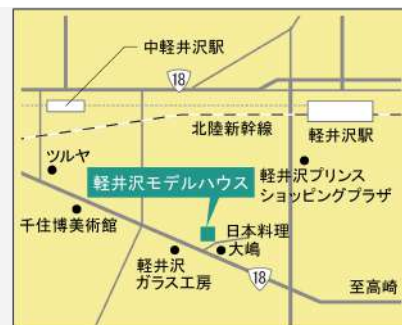 中軽井沢駅
18
北陸新幹線
軽井沢駅
ツルヤ
軽井沢モデルハウス
軽井沢プリンス
ショッピングプラザ
千住博美術館
日本料理
大嶋
軽井沢
ガラス工房
18
至高崎